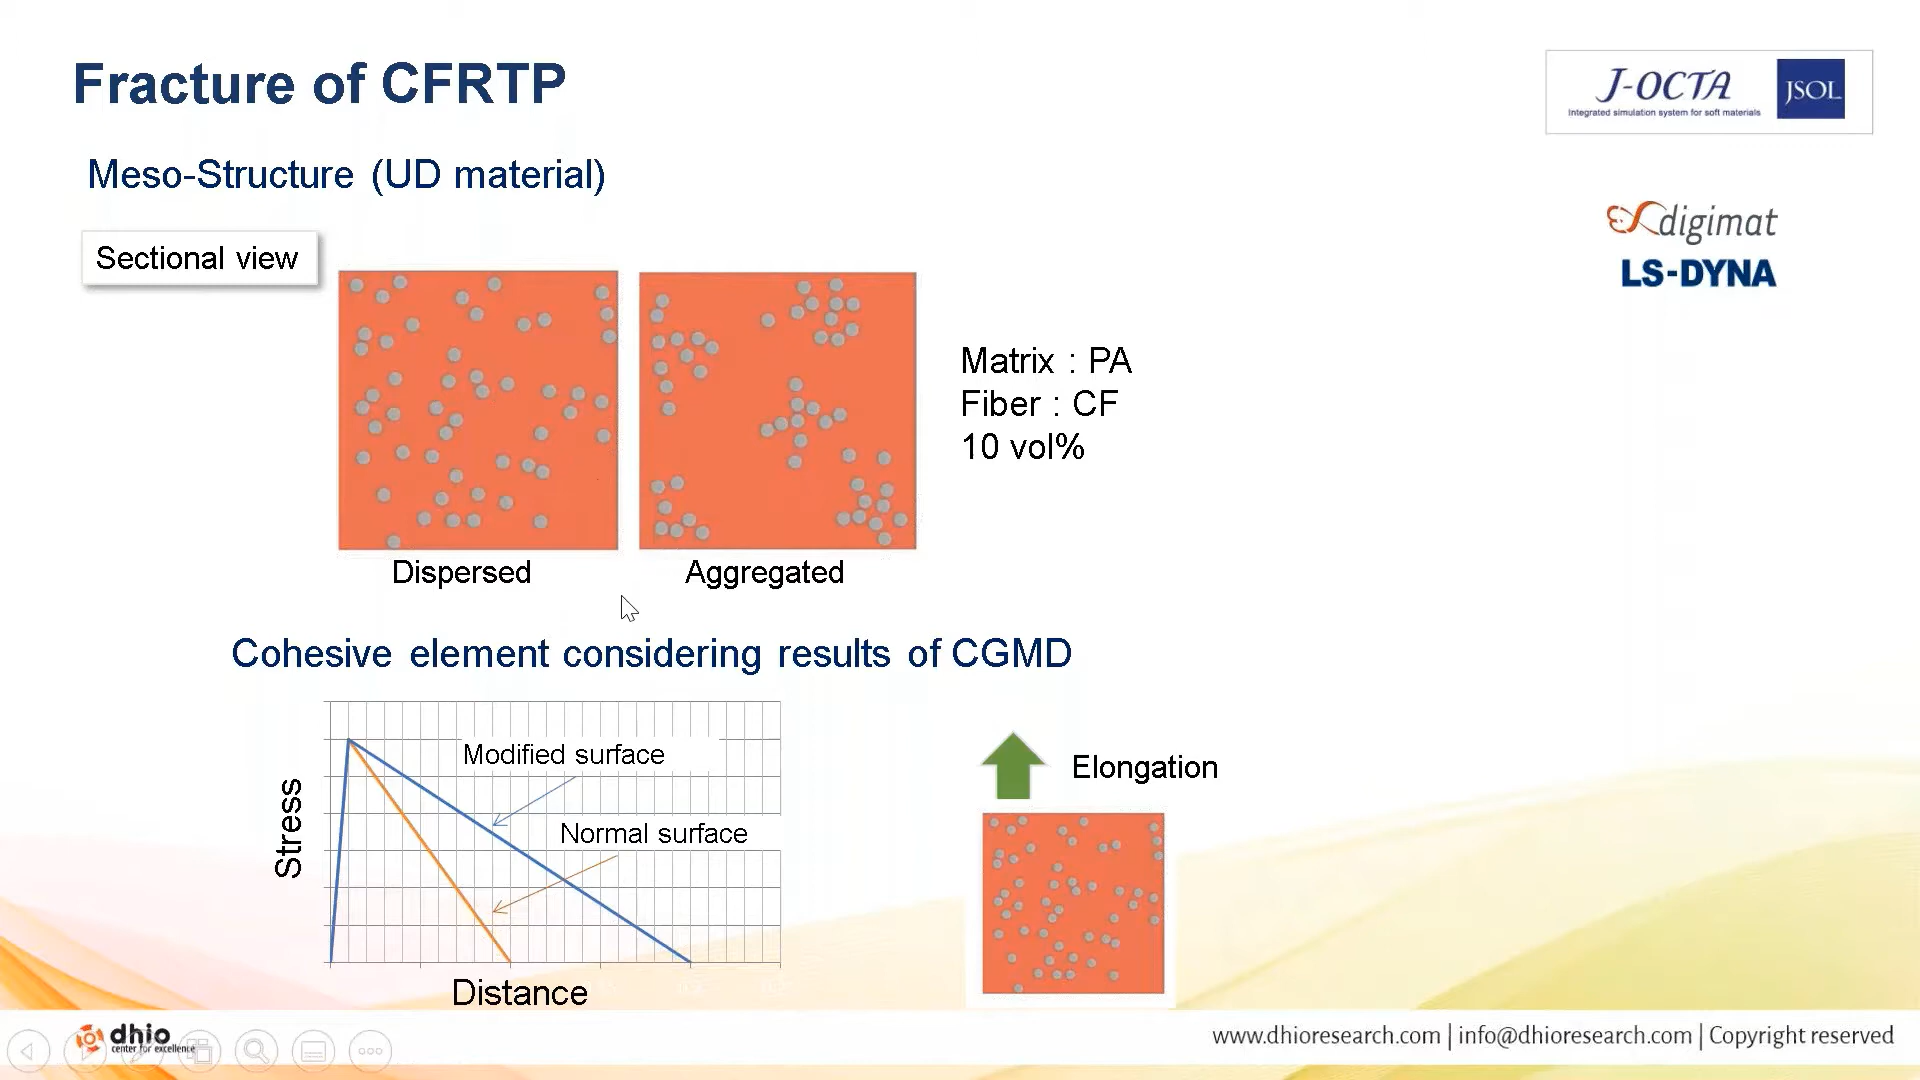 Fracture of CFRTP
J-OCTA
Integrated simulation system for soft materials
JSOL
Meso-Structure (UD material)
digimat
LS-DYNA
Sectional view
Matrix : PA
Fiber : CF
10 vol%
Dispersed
Aggregated
Cohesive element considering results of CGMD
Modified surface
Normal surface
Stress
Distance
Elongation
dhio
center for excellence
www.dhioresearch.com | info@dhioresearch.com | Copyright reserved